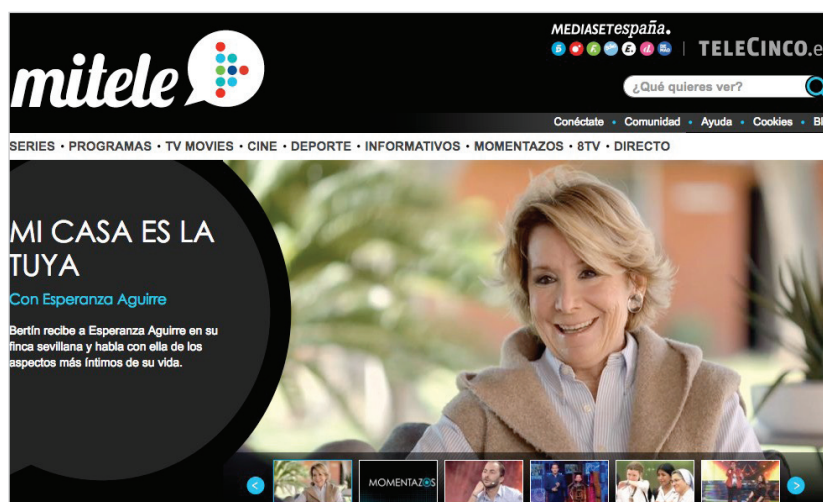 MEDIASETespaña.
mitele
TELECINCO.e
¿Qué quieres ver?
Conéctate • Comunidad • Ayuda • Cookies • Bl
SERIES • PROGRAMAS • TV MOVIES • CINE • DEPORTE • INFORMATIVOS • MOMENTAZOS • 8TV • DIRECTO
MI CASA ES LA
TUYA
Con Esperanza Aguirre
Bertín recibe a Esperanza Aguirre en su
finca sevillana y habla con ella de los
aspectos más íntimos de su vida.
MOMENTAZOS